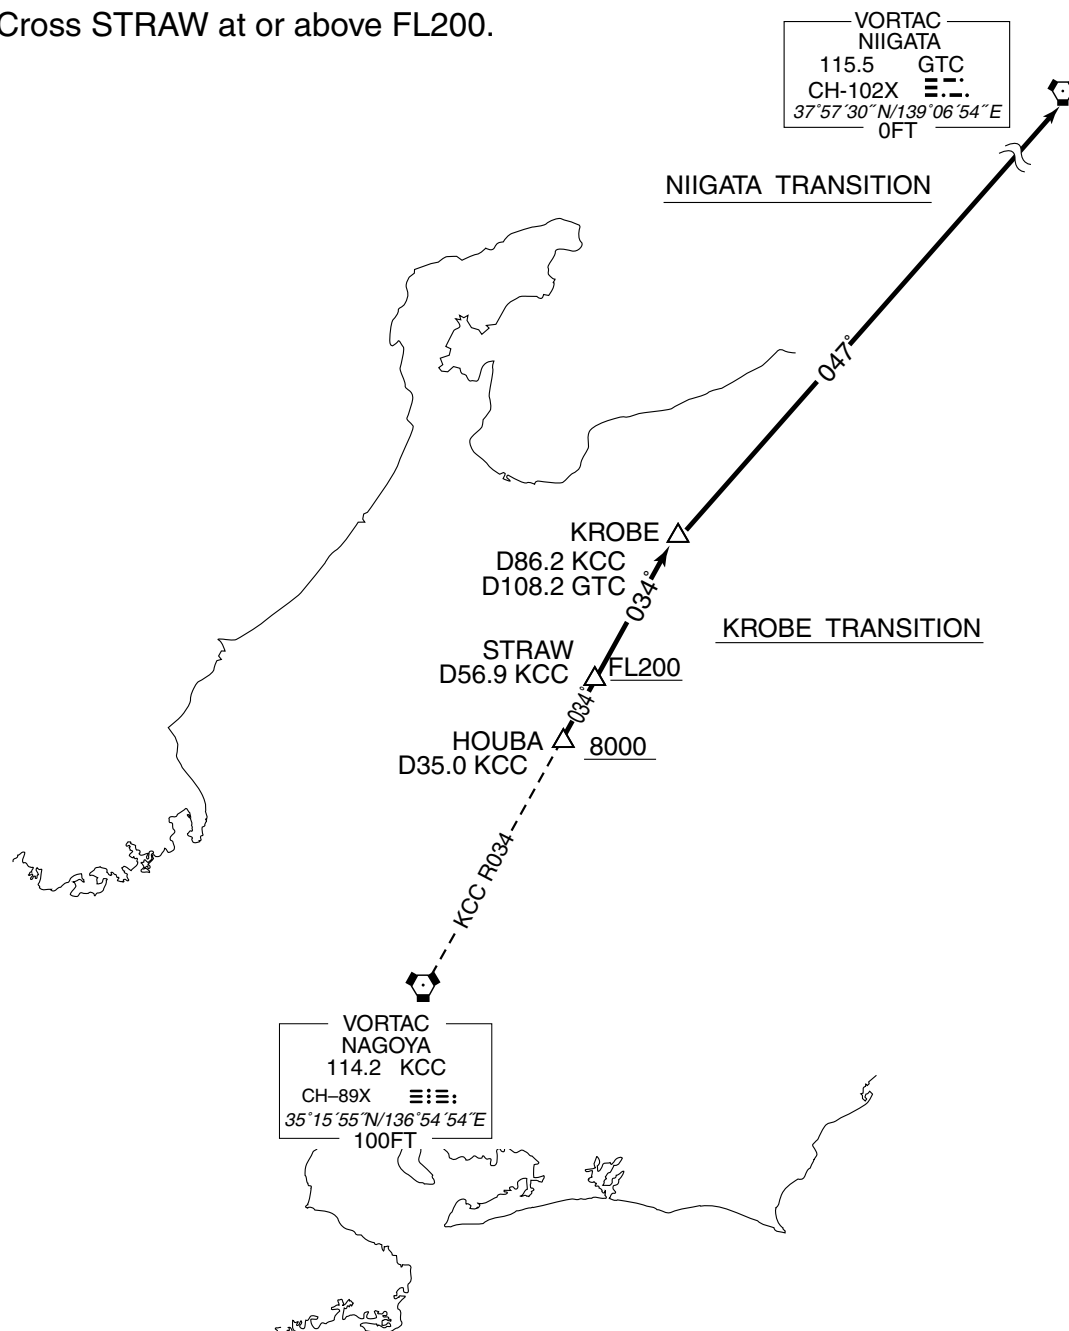 Cross STRAW at or above FL200.
VORTAC
NIIGATA
115.5 GTC
CH-102X
37°57´30˝N/139°06´54˝E
0FT
NIIGATA TRANSITION
047°
KROBE
D86.2 KCC
D108.2 GTC
034°
KROBE TRANSITION
STRAW
D56.9 KCC
FL200
034°
HOUBA
D35.0 KCC
8000
KCC R034
VORTAC
NAGOYA
114.2 KCC
CH–89X
35°15´55˝N/136°54´54˝E
100FT